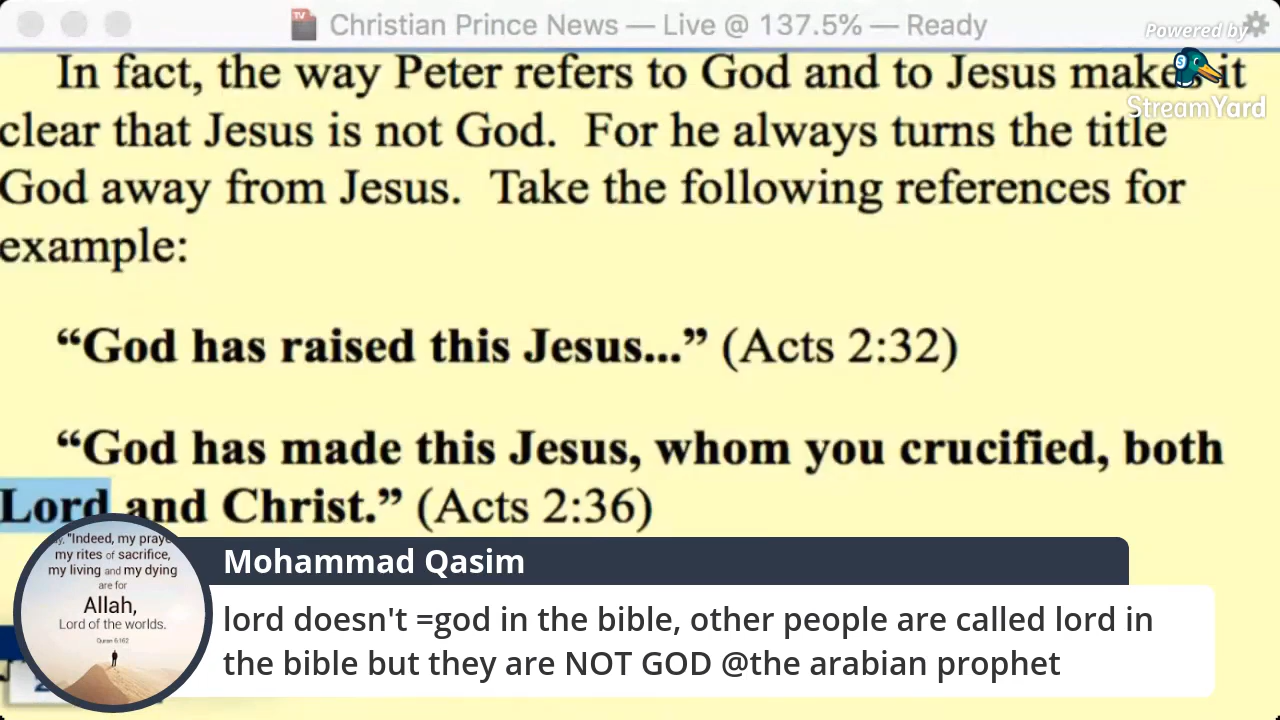 Christian Prince News — Live @ 137.5% — Ready
Powered by
StreamYard
In fact, the way Peter refers to God and to Jesus makes it
clear that Jesus is not God. For he always turns the title
God away from Jesus. Take the following references for
example:
“God has raised this Jesus...” (Acts 2:32)
“God has made this Jesus, whom you crucified, both
Lord and Christ.” (Acts 2:36)
"Indeed, my praye
my rites of sacrifice,
my living and my dying
are for
Allah,
Lord of the worlds.
Quran 6:162
Mohammad Qasim
lord doesn't =god in the bible, other people are called lord in
the bible but they are NOT GOD @the arabian prophet